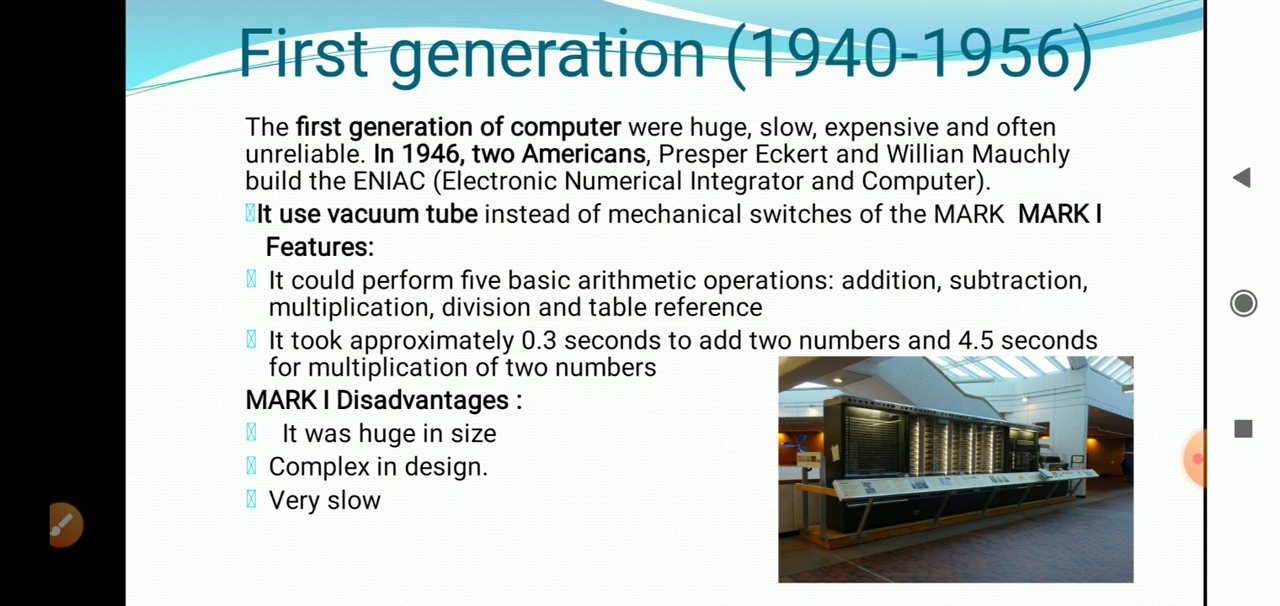 First generation (1940-1956)
The first generation of computer were huge, slow, expensive and often
unreliable. In 1946, two Americans, Presper Eckert and Willian Mauchly
build the ENIAC (Electronic Numerical Integrator and Computer).
It use vacuum tube instead of mechanical switches of the MARK MARK I
Features:
It could perform five basic arithmetic operations: addition, subtraction,
multiplication, division and table reference
It took approximately 0.3 seconds to add two numbers and 4.5 seconds
for multiplication of two numbers
MARK I Disadvantages :
It was huge in size
Complex in design.
Very slow